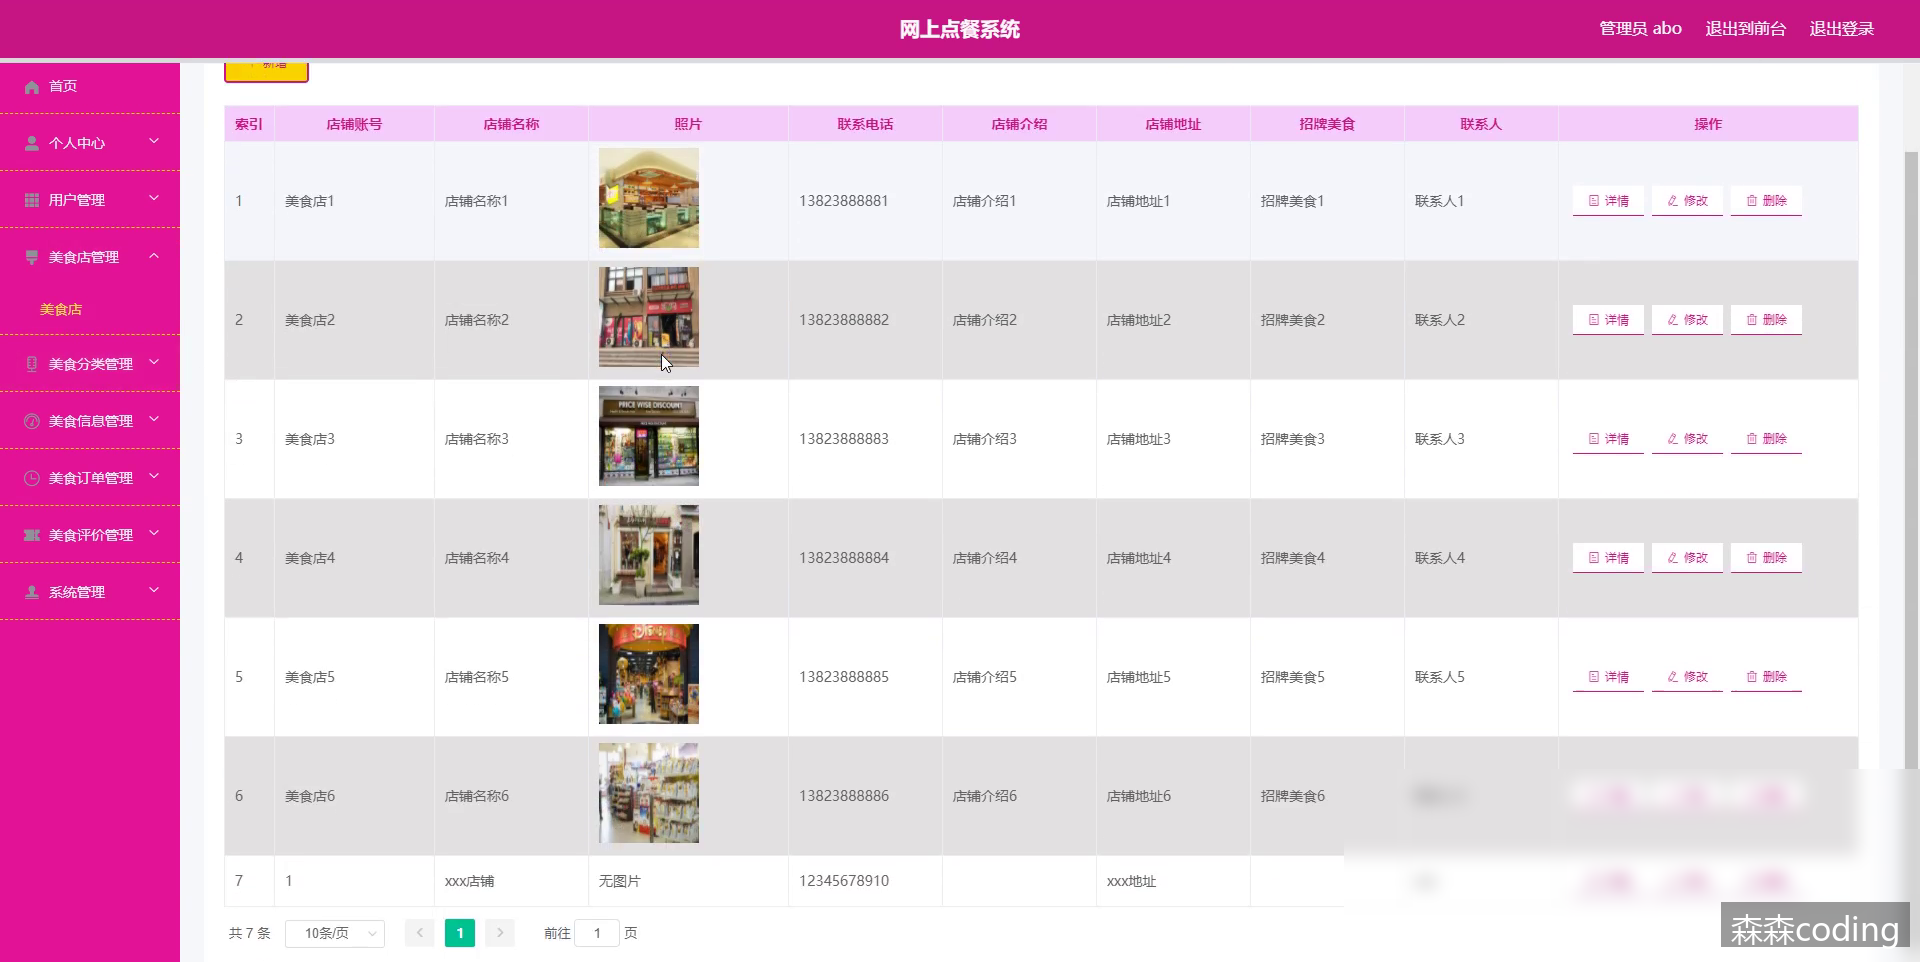 网上点餐系统
管理员 abo 退出到前台 退出登录
首页
个人中心
用户管理
美食店管理
美食店
美食分类管理
美食信息管理
美食订单管理
美食评价管理
系统管理
新增
索引 店铺账号 店铺名称 照片 联系电话 店铺介绍 店铺地址 招牌美食 联系人 操作
1 美食店1 店铺名称1 13823888881 店铺介绍1 店铺地址1 招牌美食1 联系人1 详情 修改 删除
2 美食店2 店铺名称2 13823888882 店铺介绍2 店铺地址2 招牌美食2 联系人2 详情 修改 删除
PRICE WISE DISCOUNT
3 美食店3 店铺名称3 13823888883 店铺介绍3 店铺地址3 招牌美食3 联系人3 详情 修改 删除
4 美食店4 店铺名称4 13823888884 店铺介绍4 店铺地址4 招牌美食4 联系人4 详情 修改 删除
5 美食店5 店铺名称5 13823888885 店铺介绍5 店铺地址5 招牌美食5 联系人5 详情 修改 删除
6 美食店6 店铺名称6 13823888886 店铺介绍6 店铺地址6 招牌美食6
7 1 xxx店铺 无图片 12345678910 xxx地址
共 7 条 10条/页 1 前往 1 页
森森coding